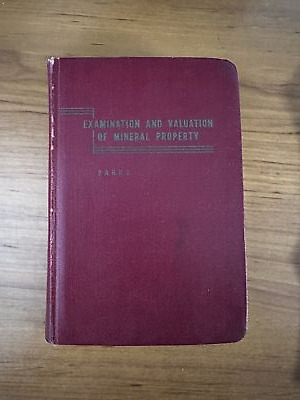 EXAMINATION AND VALUATION
OF MINERAL PROPERTY
PARKS